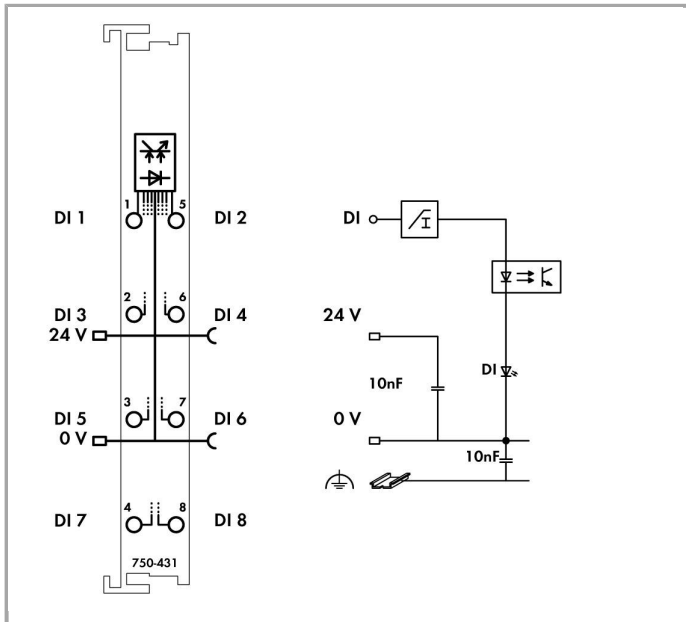 1 5
DI 1 DI 2
DI
2 6
DI 3 DI 4
24 V
24 V
DI
10nF
3 7
DI 5 DI 6
0 V
0 V
10nF
4 8
DI 7 DI 8
750-431